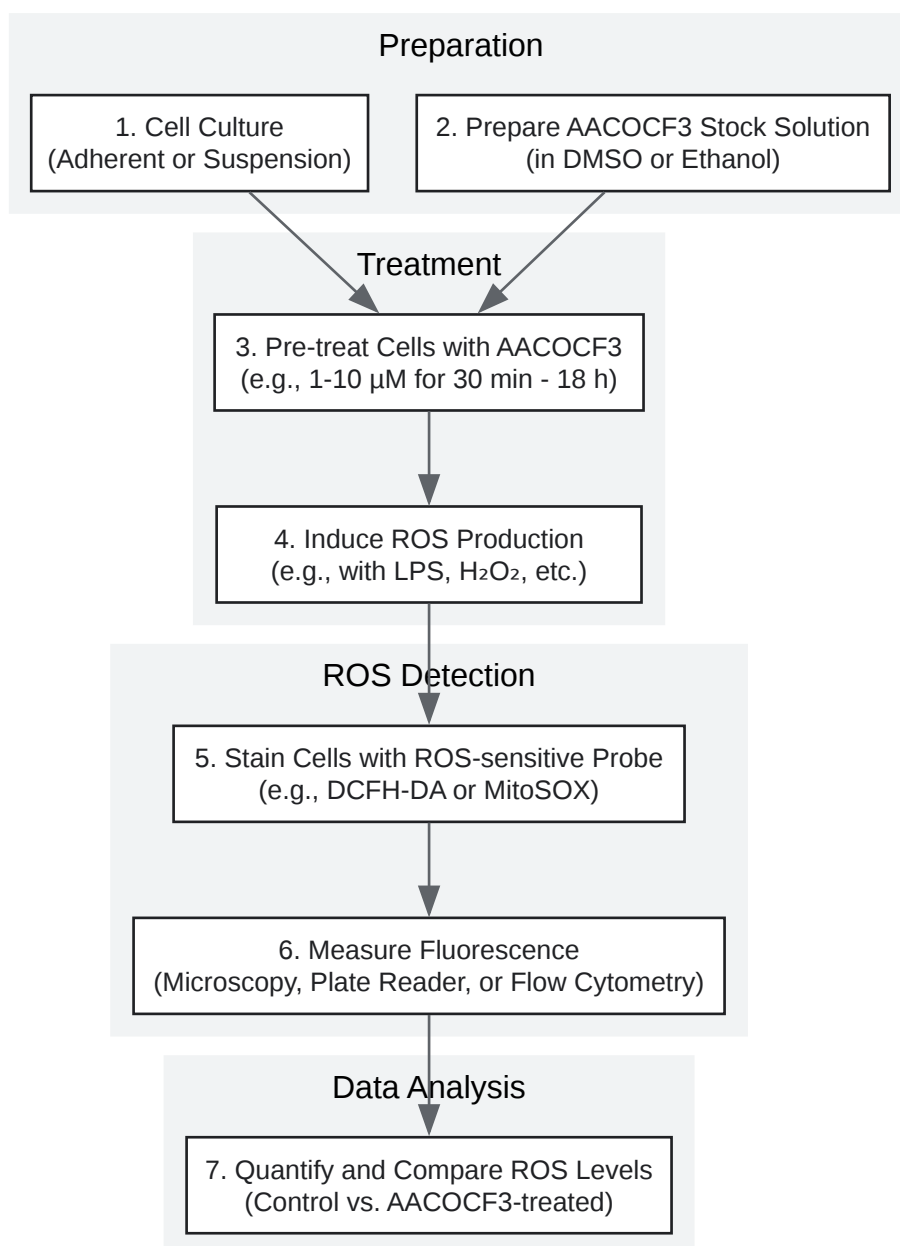 Preparation
1. Cell Culture
(Adherent or Suspension)
2. Prepare AACOCF3 Stock Solution
(in DMSO or Ethanol)
Treatment
3. Pre-treat Cells with AACOCF3
(e.g., 1-10 µM for 30 min - 18 h)
4. Induce ROS Production
(e.g., with LPS, H₂O₂, etc.)
ROS Detection
5. Stain Cells with ROS-sensitive Probe
(e.g., DCFH-DA or MitoSOX)
6. Measure Fluorescence
(Microscopy, Plate Reader, or Flow Cytometry)
Data Analysis
7. Quantify and Compare ROS Levels
(Control vs. AACOCF3-treated)